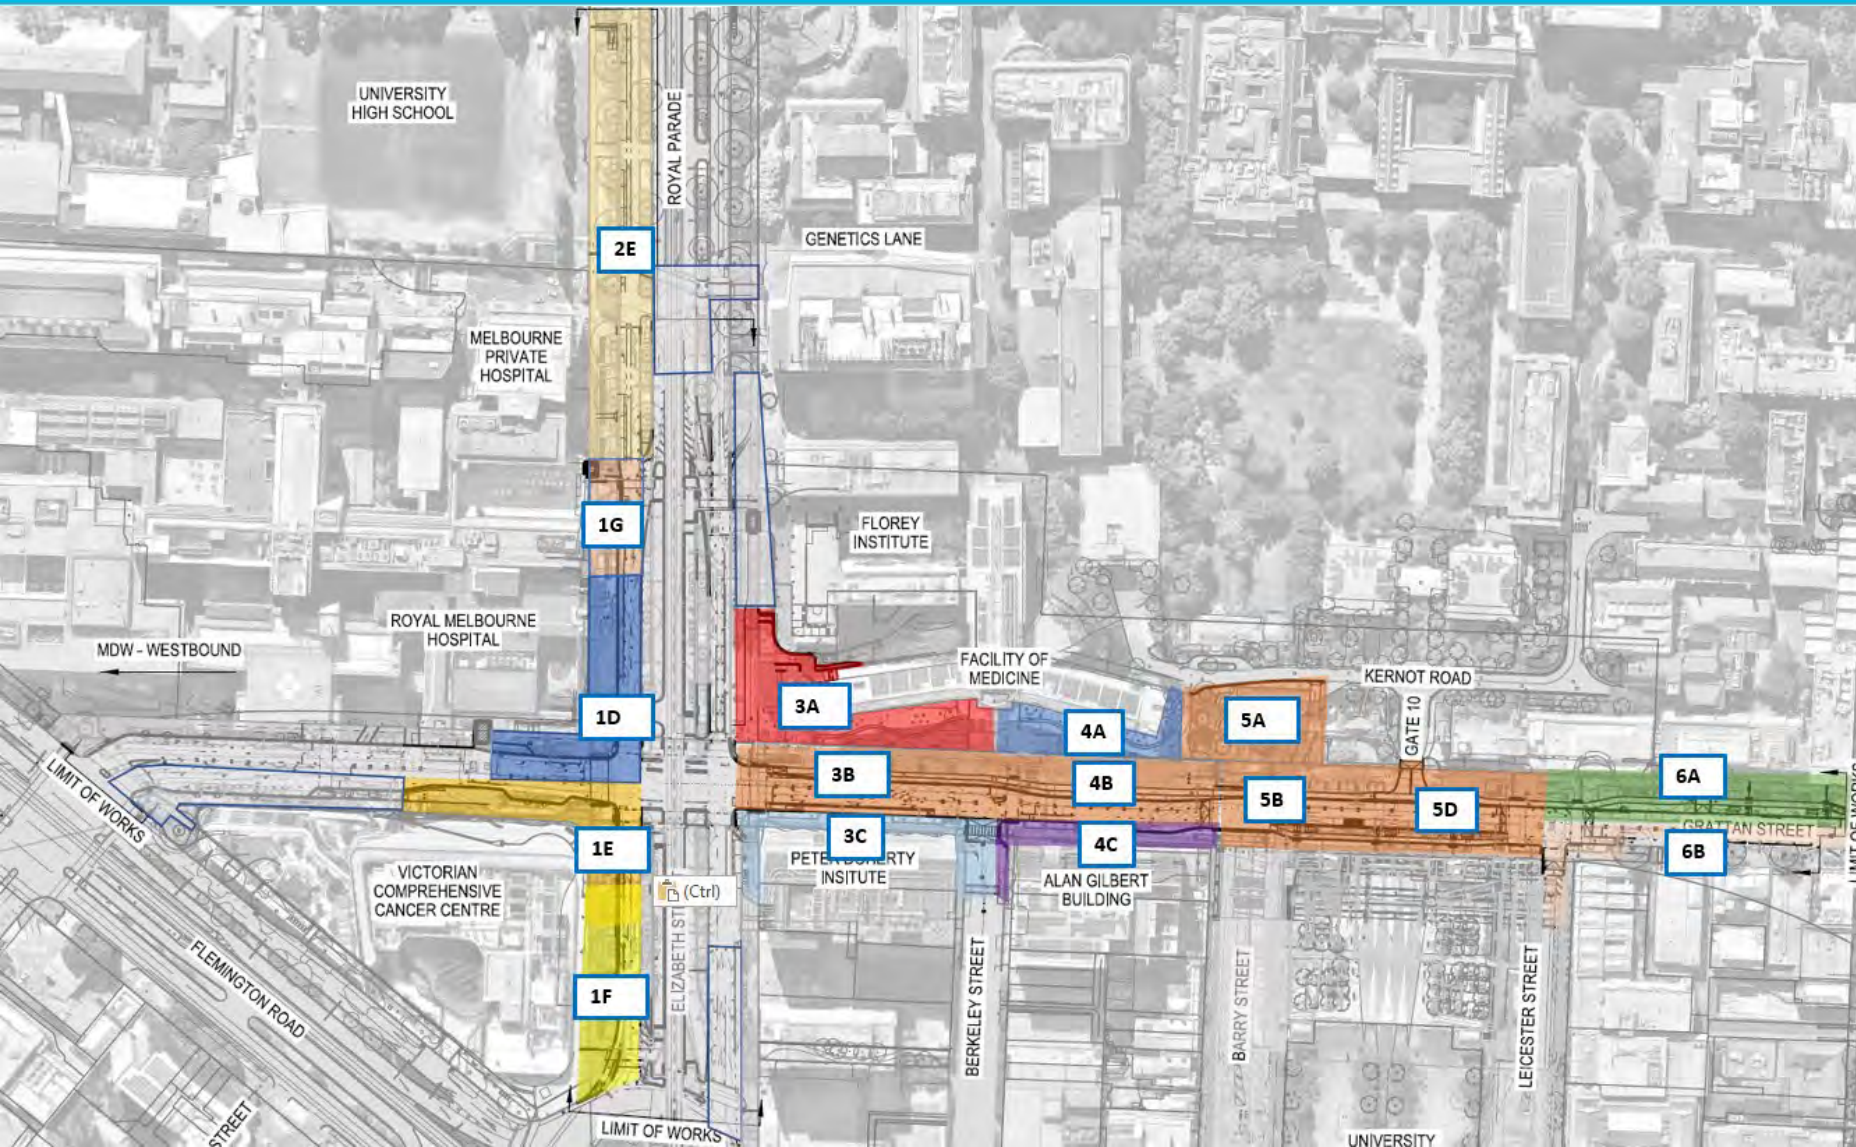 UNIVERSITY
HIGH SCHOOL
ROYAL PARADE
2E
GENETICS LANE
MELBOURNE
PRIVATE
HOSPITAL
1G
FLOREY
INSTITUTE
ROYAL MELBOURNE
HOSPITAL
MDW - WESTBOUND
FACILITY OF
MEDICINE
KERNOT ROAD
GATE 10
3A
1D
4A
5A
3B
4B
5B
5D
6A
GRATTAN STREET
LIMIT OF WORKS
LIMIT OF WORKS
3C
4C
6B
1E
PETER DOHERTY
INSITUTE
ALAN GILBERT
BUILDING
VICTORIAN
COMPREHENSIVE
CANCER CENTRE
(Ctrl)
ELIZABETH ST
1F
FLEMINGTON ROAD
BERKELEY STREET
BARRY STREET
LEICESTER STREET
STREET
LIMIT OF WORKS
UNIVERSITY